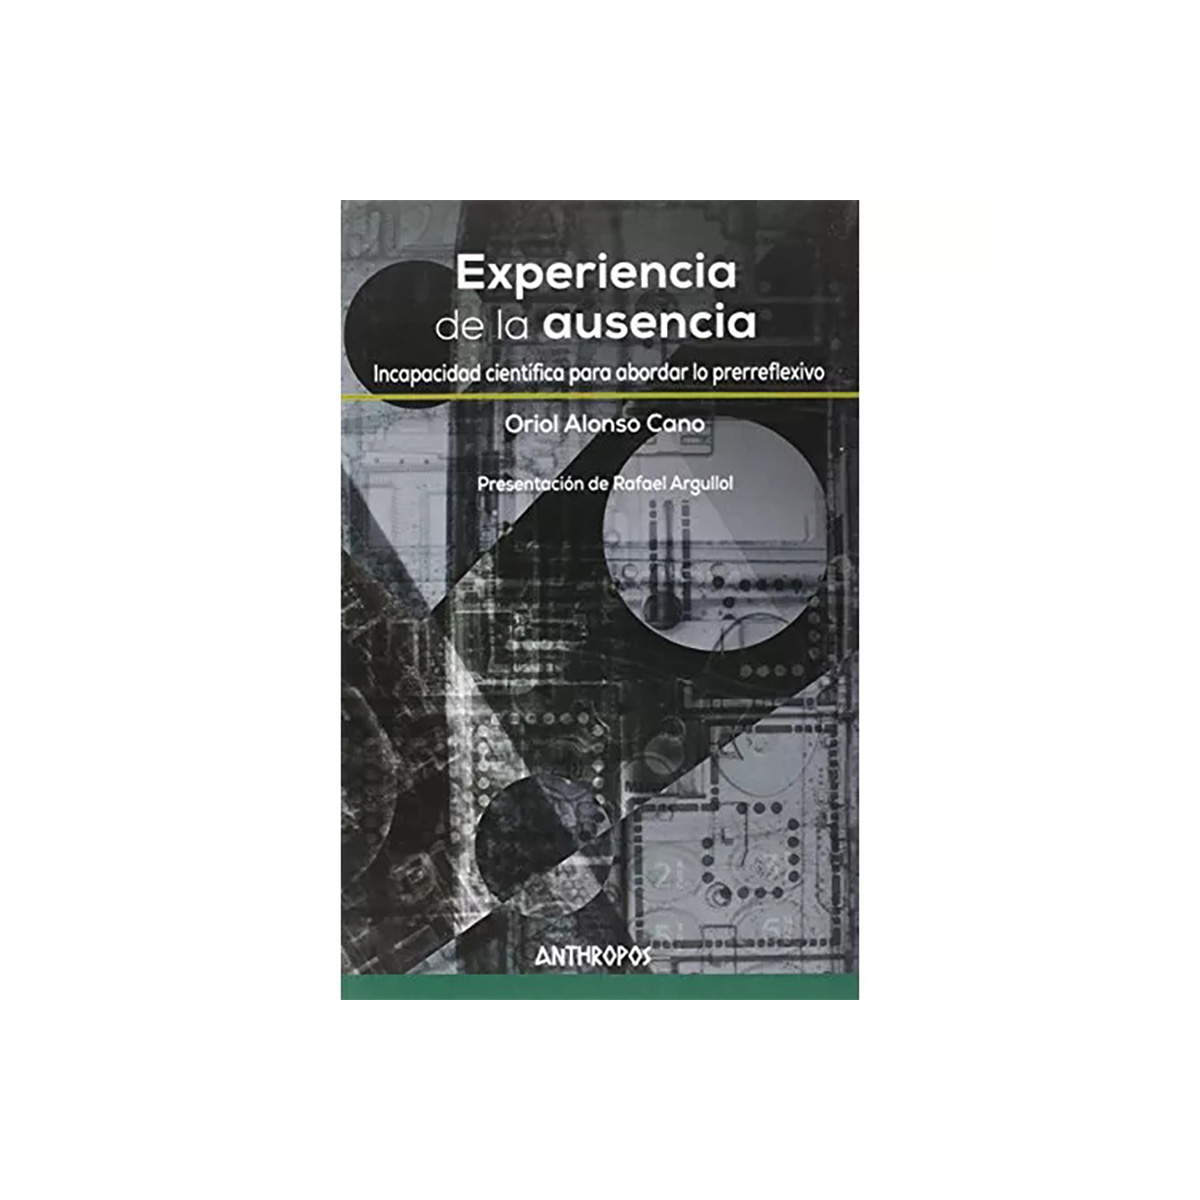 Experiencia
de la ausencia
Incapacidad científica para abordar lo prerreflexivo
Oriol Alonso Cano
Presentación de Rafael Argullol
ANTHROPOS